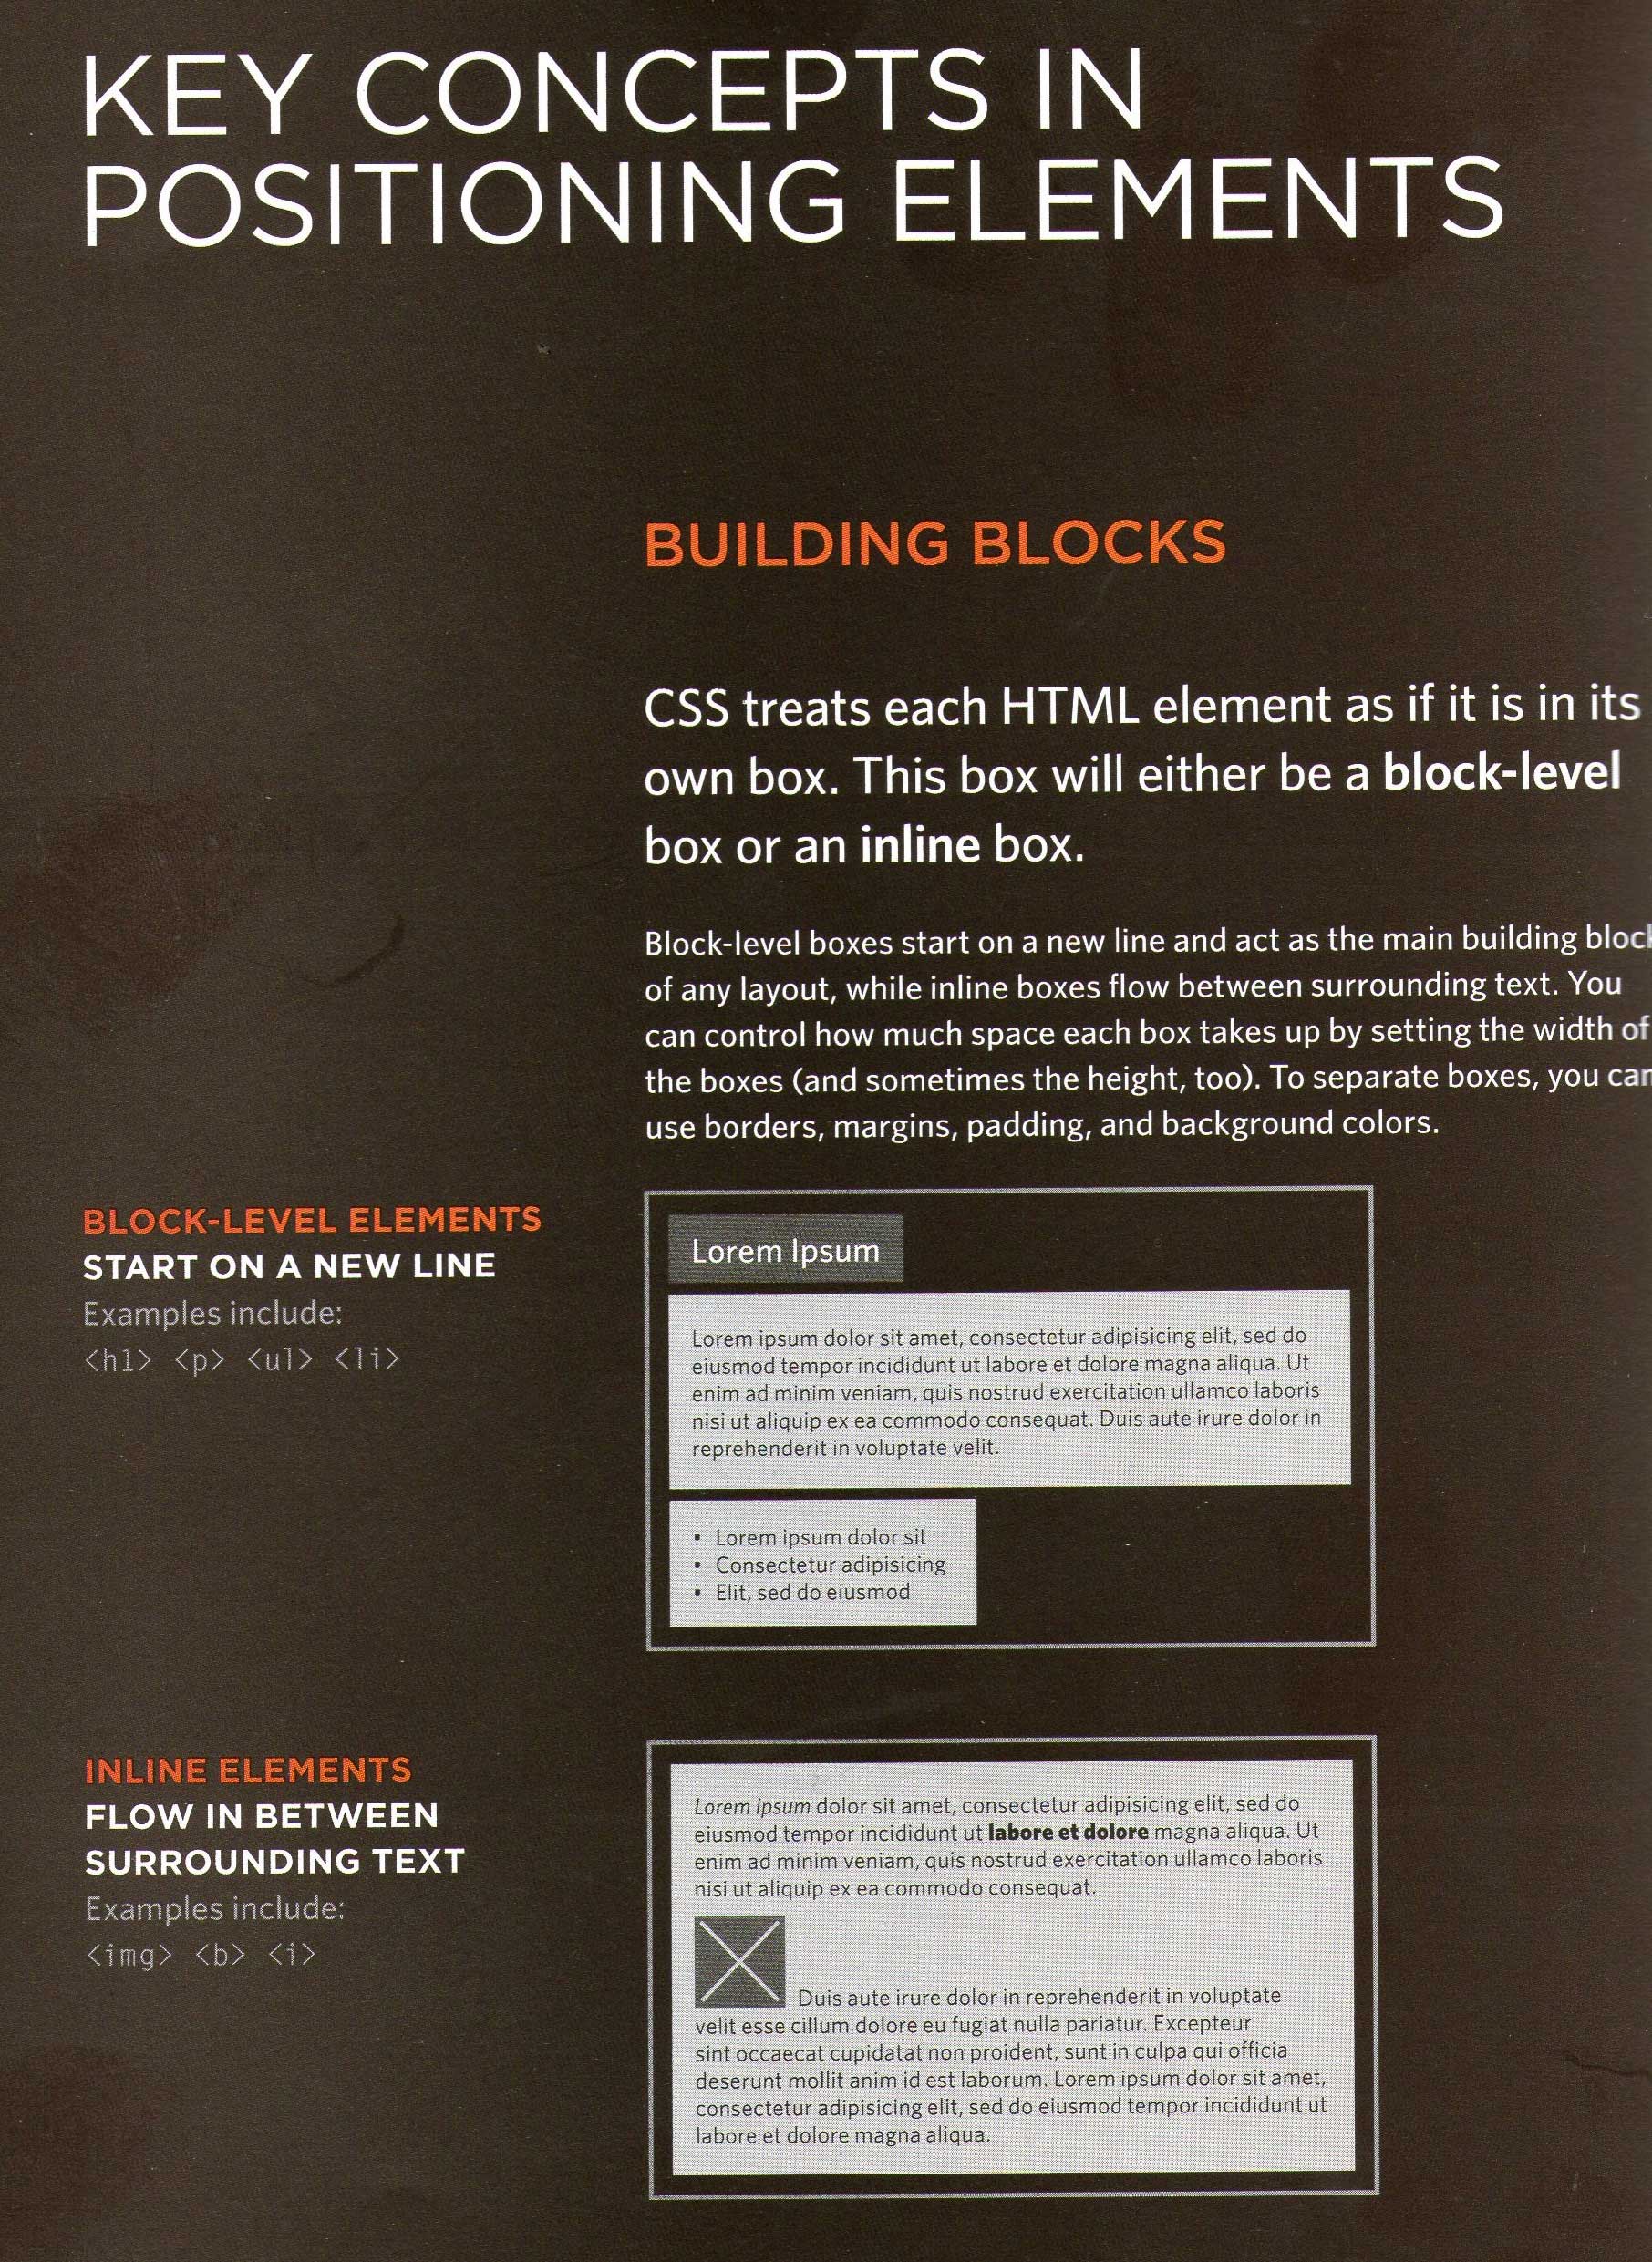 KEY CONCEPTS IN
POSITIONING ELEMENTS
BUILDING BLOCKS
CSS treats each HTML element as if it is in its
own box. This box will either be a block-level
box or an inline box.
Block-level boxes start on a new line and act as the main building block
of any layout, while inline boxes flow between surrounding text. You
can control how much space each box takes up by setting the width of
the boxes (and sometimes the height, too). To separate boxes, you can
use borders, margins, padding, and background colors.
BLOCK-LEVEL ELEMENTS
START ON A NEW LINE
Examples include:
<h1> <p> <ul> <li>
Lorem Ipsum
Lorem ipsum dolor sit amet, consectetur adipisicing elit, sed do
eiusmod tempor incididunt ut labore et dolore magna aliqua. Ut
enim ad minim veniam, quis nostrud exercitation ullamco laboris
nisi ut aliquip ex ea commodo consequat. Duis aute irure dolor in
reprehenderit in voluptate velit.
▪ Lorem ipsum dolor sit
▪ Consectetur adipisicing
▪ Elit, sed do eiusmod
INLINE ELEMENTS
FLOW IN BETWEEN
SURROUNDING TEXT
Examples include:
<img> <b> <i>
Lorem ipsum dolor sit amet, consectetur adipisicing elit, sed do
eiusmod tempor incididunt ut labore et dolore magna aliqua. Ut
enim ad minim veniam, quis nostrud exercitation ullamco laboris
nisi ut aliquip ex ea commodo consequat.
Duis aute irure dolor in reprehenderit in voluptate
velit esse cillum dolore eu fugiat nulla pariatur. Excepteur
sint occaecat cupidatat non proident, sunt in culpa qui officia
deserunt mollit anim id est laborum. Lorem ipsum dolor sit amet,
consectetur adipisicing elit, sed do eiusmod tempor incididunt ut
labore et dolore magna aliqua.